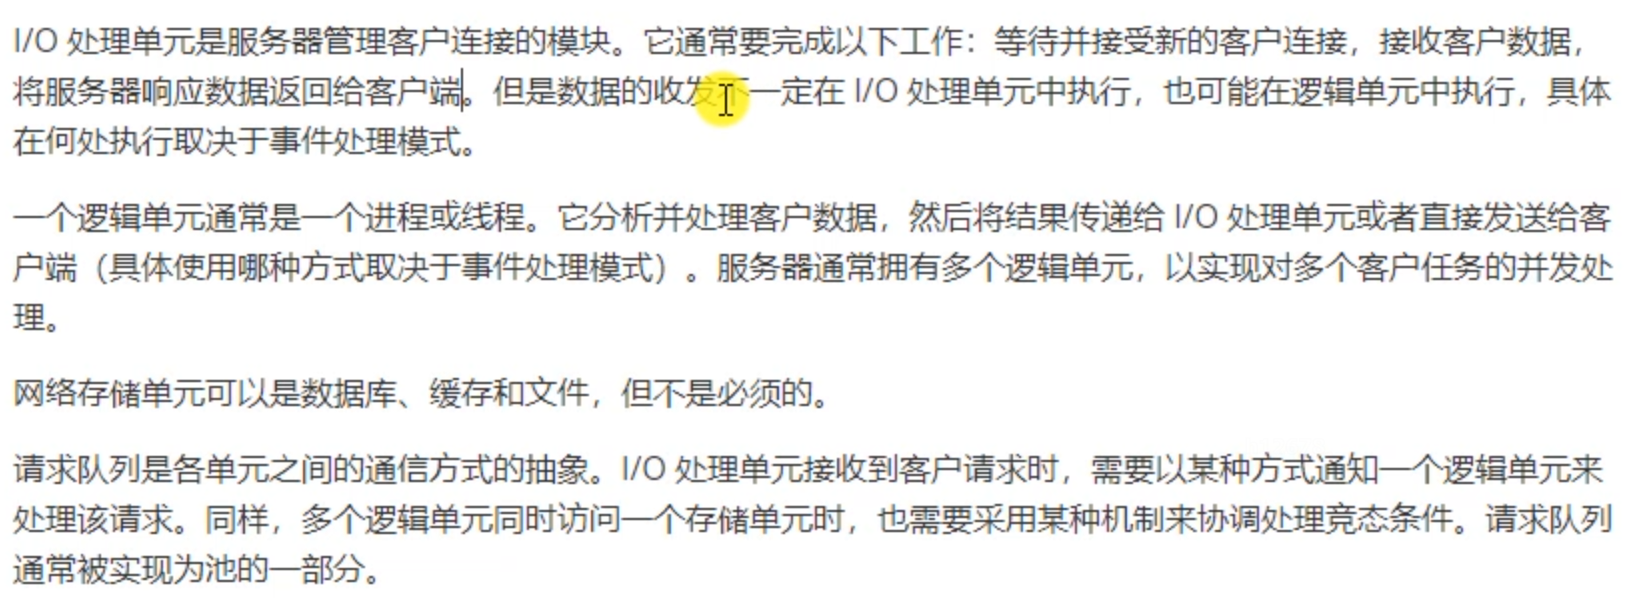 I/O 处理单元是服务器管理客户连接的模块。它通常要完成以下工作：等待并接受新的客户连接，接收客户数据，
将服务器响应数据返回给客户端。但是数据的收发不一定在 I/O 处理单元中执行，也可能在逻辑单元中执行，具体
在何处执行取决于事件处理模式。
一个逻辑单元通常是一个进程或线程。它分析并处理客户数据，然后将结果传递给 I/O 处理单元或者直接发送给客
户端（具体使用哪种方式取决于事件处理模式）。服务器通常拥有多个逻辑单元，以实现对多个客户任务的并发处
理。
网络存储单元可以是数据库、缓存和文件，但不是必须的。
请求队列是各单元之间的通信方式的抽象。I/O 处理单元接收到客户请求时，需要以某种方式通知一个逻辑单元来
处理该请求。同样，多个逻辑单元同时访问一个存储单元时，也需要采用某种机制来协调处理竞态条件。请求队列
通常被实现为池的一部分。